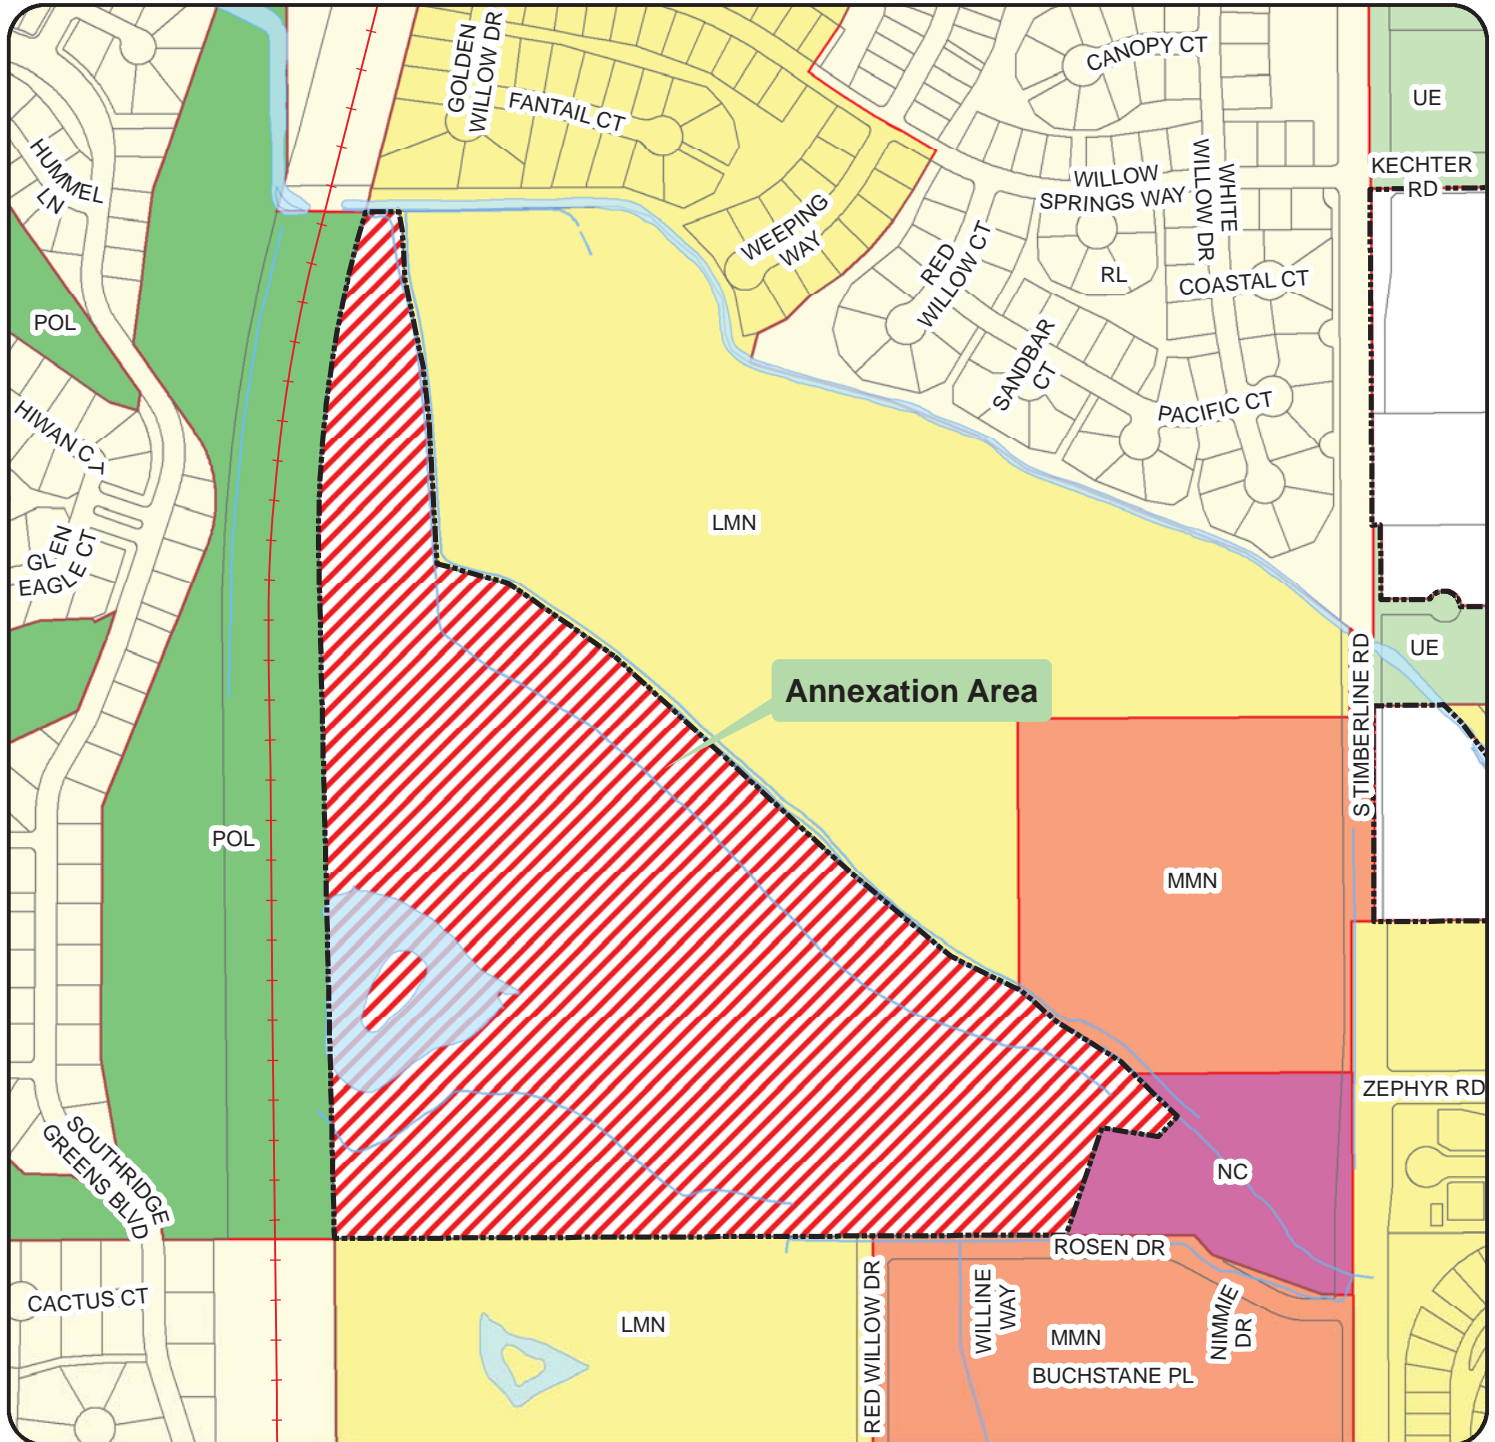 GOLDEN
WILLOW DR
FANTAIL CT
CANOPY CT
UE
HUMMEL
LN
KECHTER
RD
WILLOW
SPRINGS WAY
WHITE
WILLOW DR
WEEPING
WAY
RED
WILLOW CT
RL
COASTAL CT
POL
SANDBAR
CT
PACIFIC CT
HIWAN CT
LMN
GLEN
EAGLE CT
UE
Annexation Area
S TIMBERLINE RD
POL
MMN
ZEPHYR RD
SOUTHRIDGE
GREENS BLVD
NC
ROSEN DR
CACTUS CT
LMN
RED WILLOW DR
WILLINE
WAY
NIMMIE
DR
MMN
BUCHSTANE PL